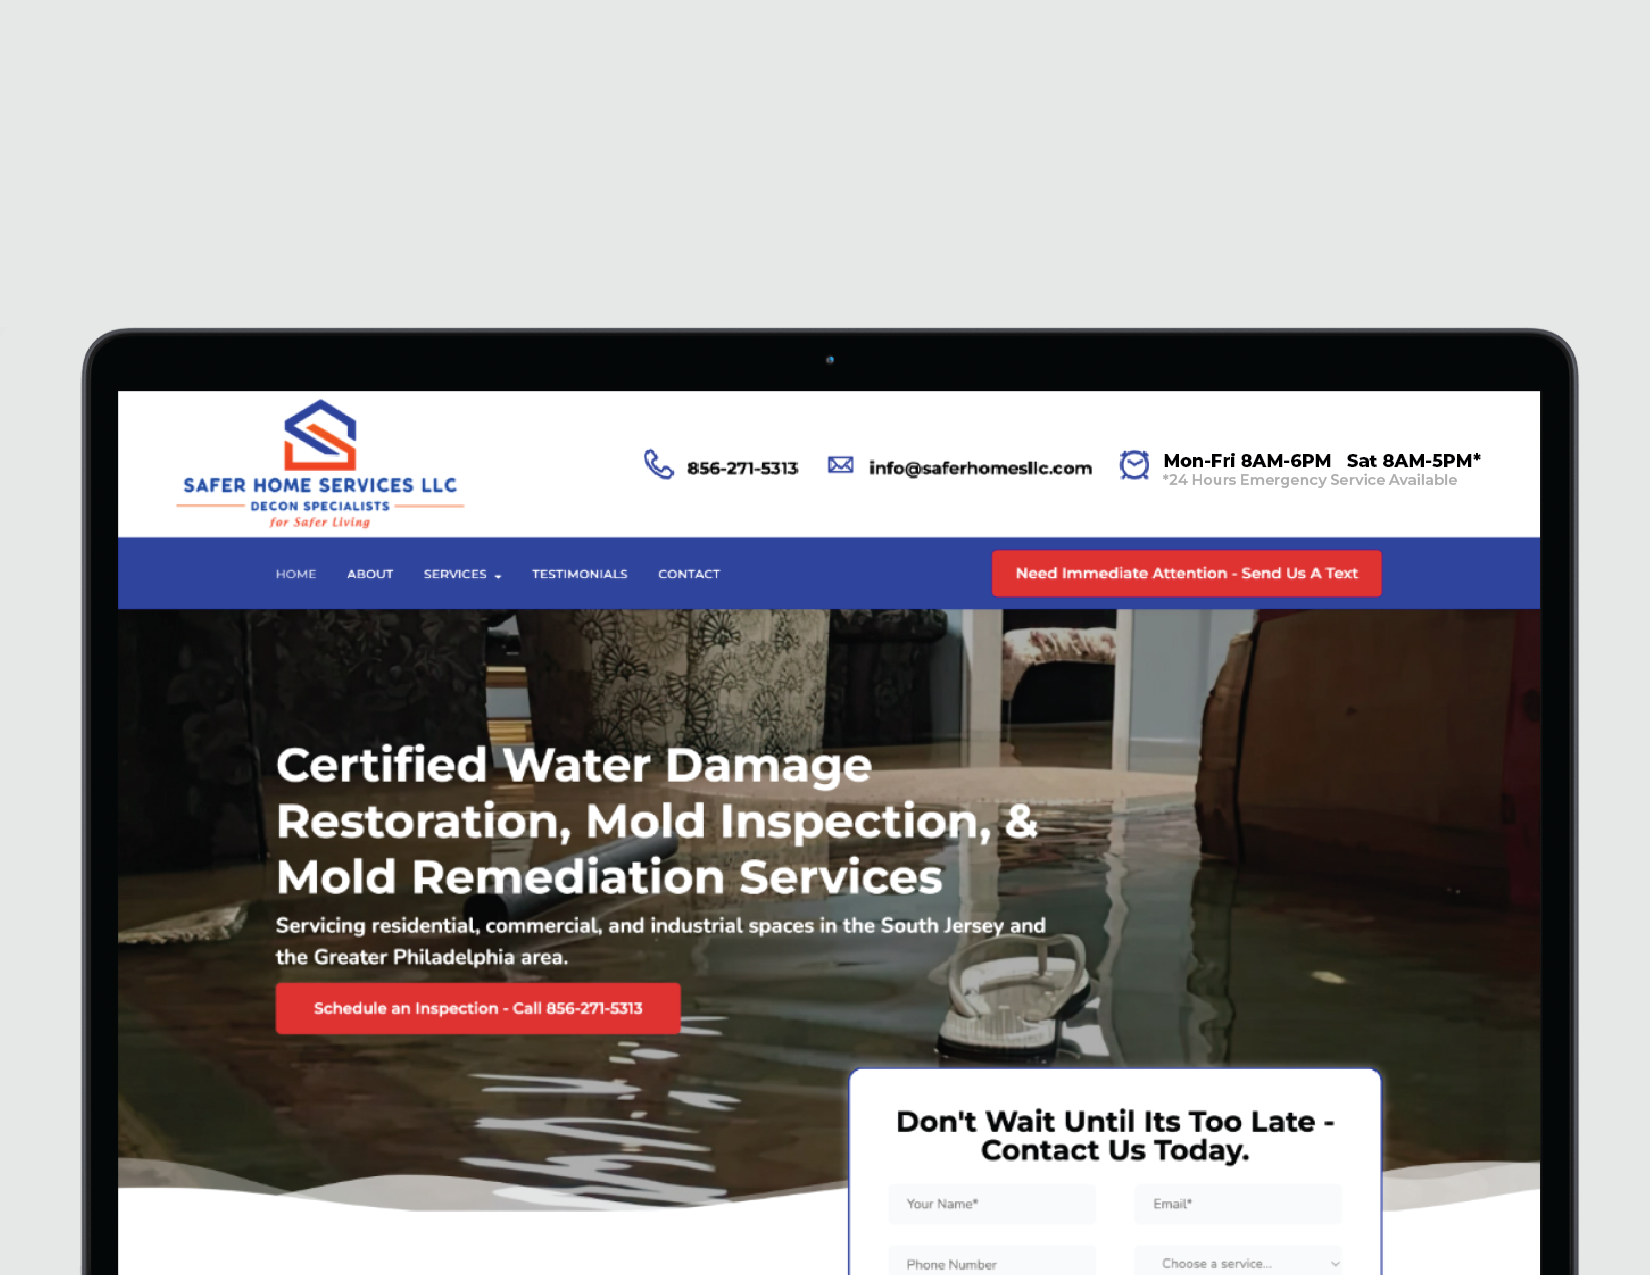 SAFER HOME SERVICES LLC
DECON SPECIALISTS
for Safer Living
856-271-5313
info@saferhomesllc.com
Mon-Fri 8AM-6PM Sat 8AM-5PM*
*24 Hours Emergency Service Available
HOME ABOUT SERVICES TESTIMONIALS CONTACT
Need Immediate Attention - Send Us A Text
Certified Water Damage
Restoration, Mold Inspection, &
Mold Remediation Services
Servicing residential, commercial, and industrial spaces in the South Jersey and
the Greater Philadelphia area.
Schedule an Inspection - Call 856-271-5313
Don't Wait Until Its Too Late -
Contact Us Today.
Your Name* Email*
Phone Number Choose a service...